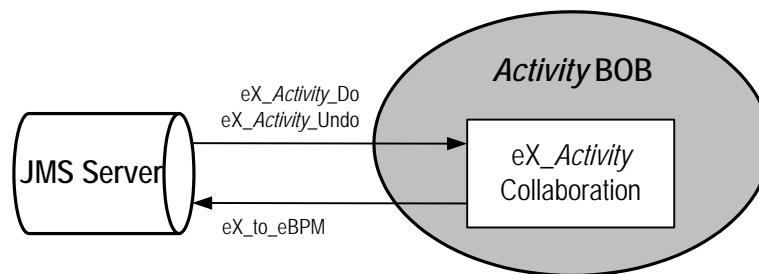 Activity BOB
eX_Activity_Do
eX_Activity_Undo
JMS Server
eX_Activity
Collaboration
eX_to_eBPM